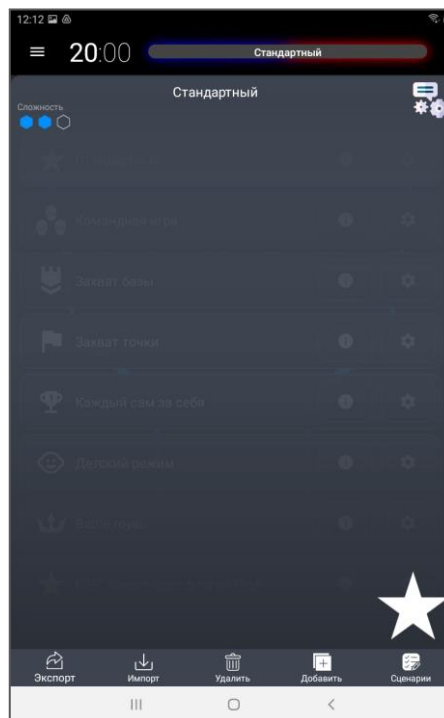 12:12
20:00
Стандартный
Стандартный
Сложность
Командная игра
Захват базы
Захват точки
Каждый сам за себя
Детский режим
Экспорт
Импорт
Удалить
Добавить
Сценарии